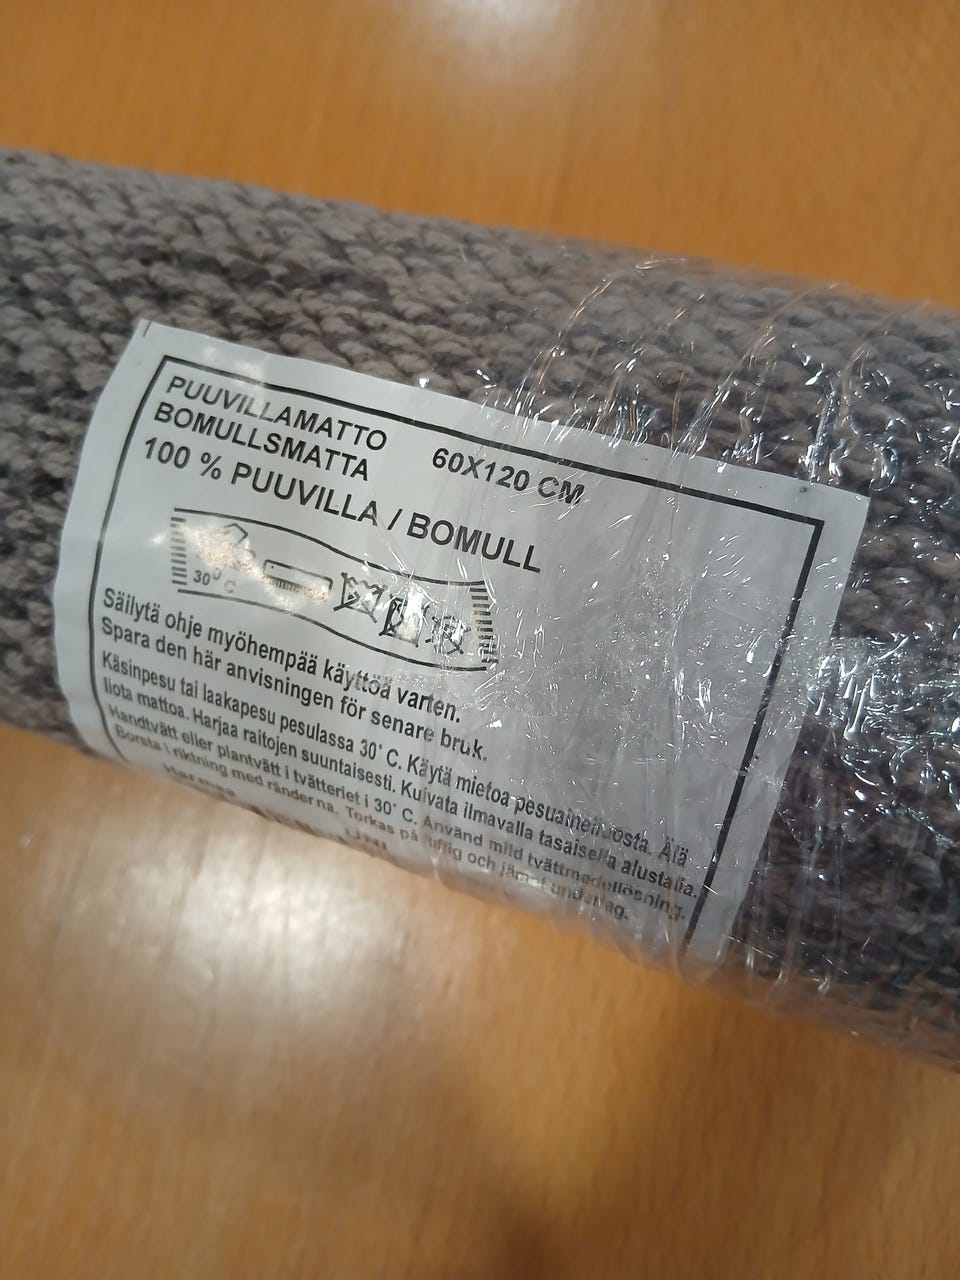 PUUVILLAMATTO
BOMULLSMATTA
60X120 CM
100 % PUUVILLA / BOMULL
30° C
Säilytä ohje myöhempää käyttöä varten.
Spara den här anvisningen för senare bruk.
Käsinpesu tai laakapesu pesulassa 30° C. Käytä mietoa pesuaineliuosta. Älä
liota mattoa. Harjaa raitojen suuntaisesti. Kuivata ilmavalla tasaisella alustalla.
Handtvätt eller plantvätt i tvätteriet i 30° C. Använd mild tvättmedellösning.
Borsta i riktning med ränderna. Torkas på luftig och jämnt underlag.